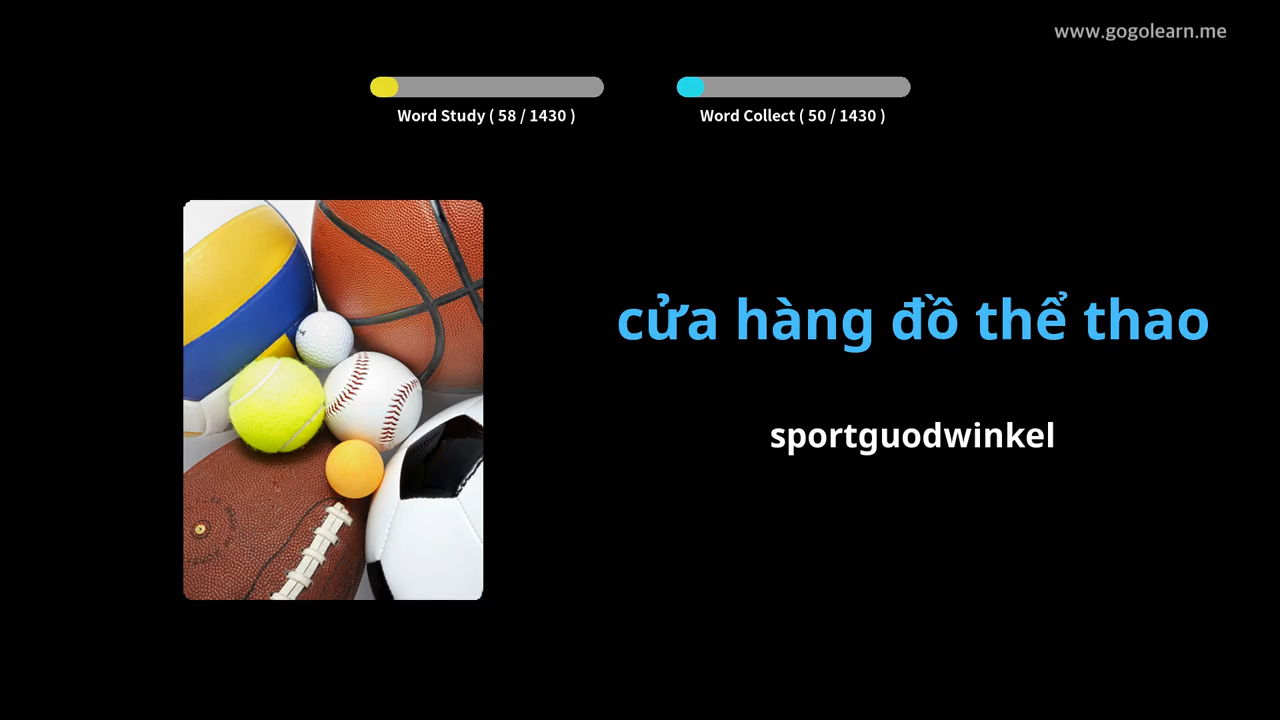 www.gogolearn.me
Word Study ( 58 / 1430 )
Word Collect ( 50 / 1430 )
cửa hàng đồ thể thao
sportguodwinkel